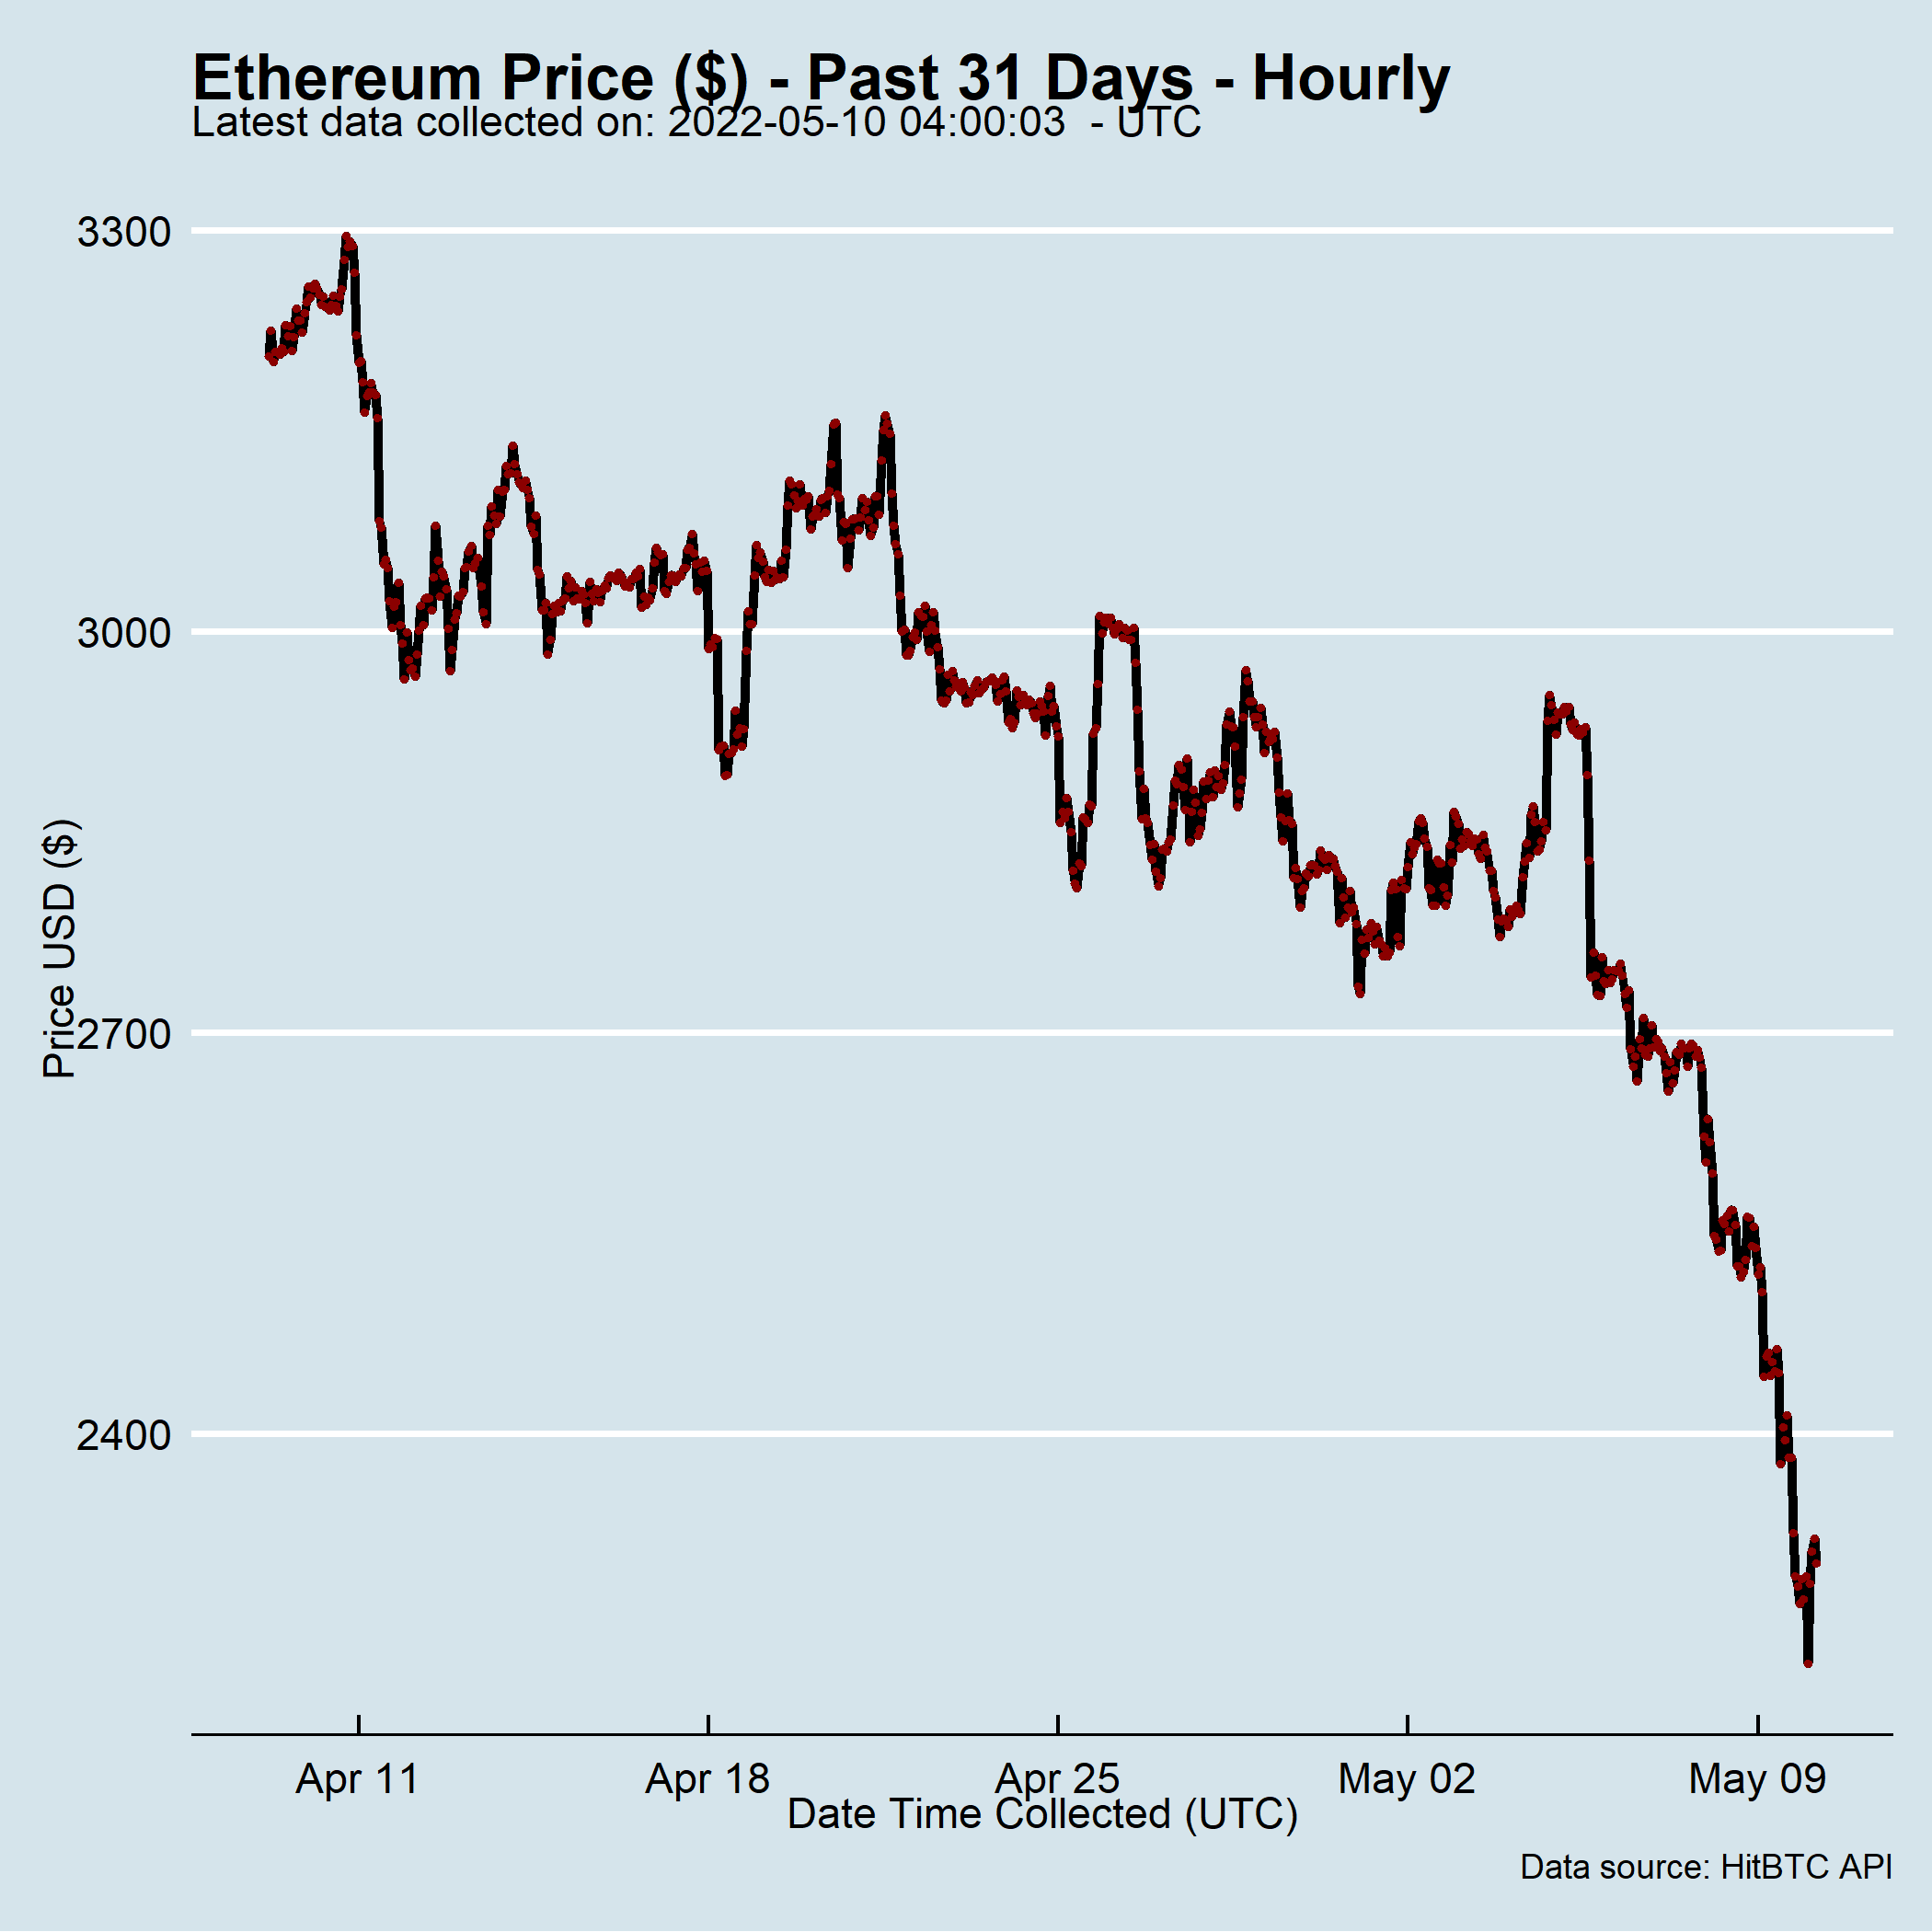 Ethereum Price ($) - Past 31 Days - Hourly
Latest data collected on: 2022-05-10 04:00:03  - UTC
3300
3000
2700
2400
Price USD ($)
Apr 11
Apr 18
Apr 25
May 02
May 09
Date Time Collected (UTC)
Data source: HitBTC API